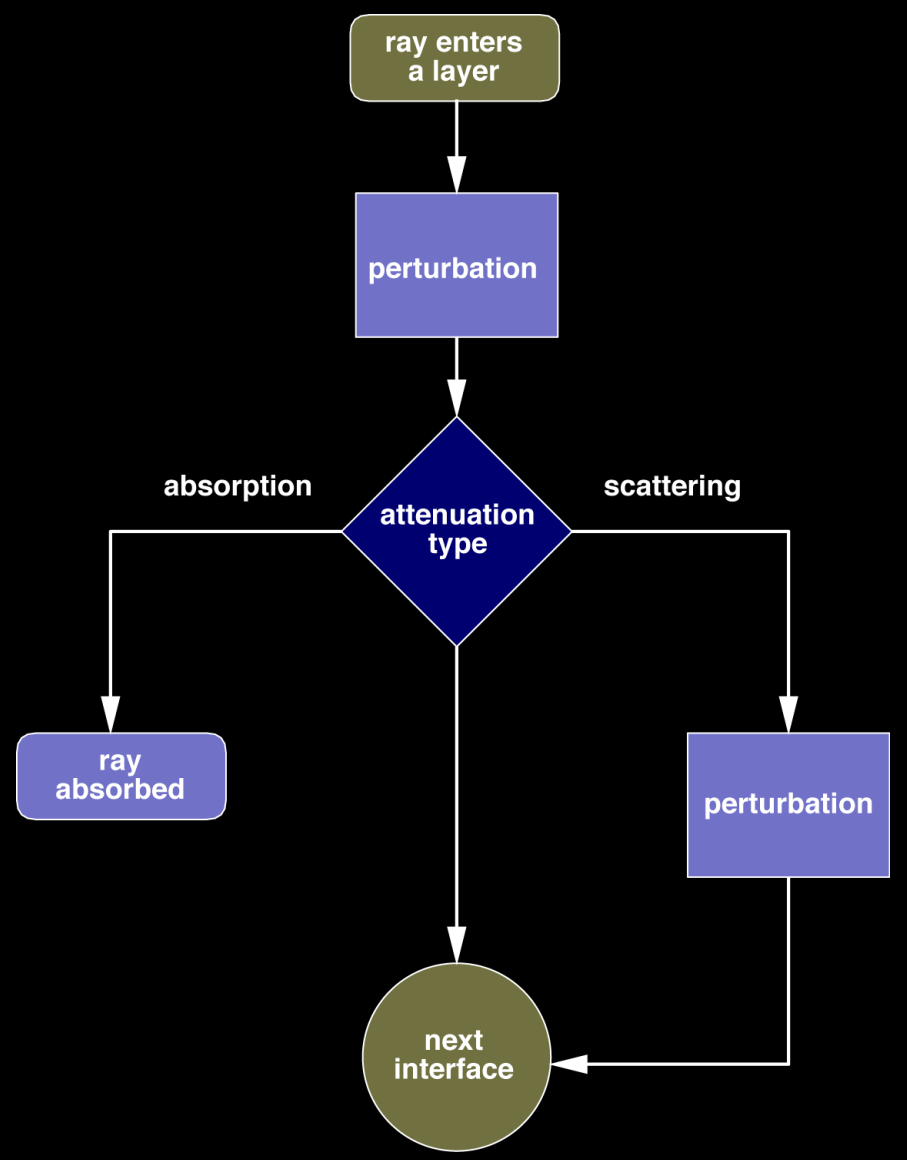 ray enters
a layer
perturbation
absorption
scattering
attenuation
type
ray
absorbed
perturbation
next
interface